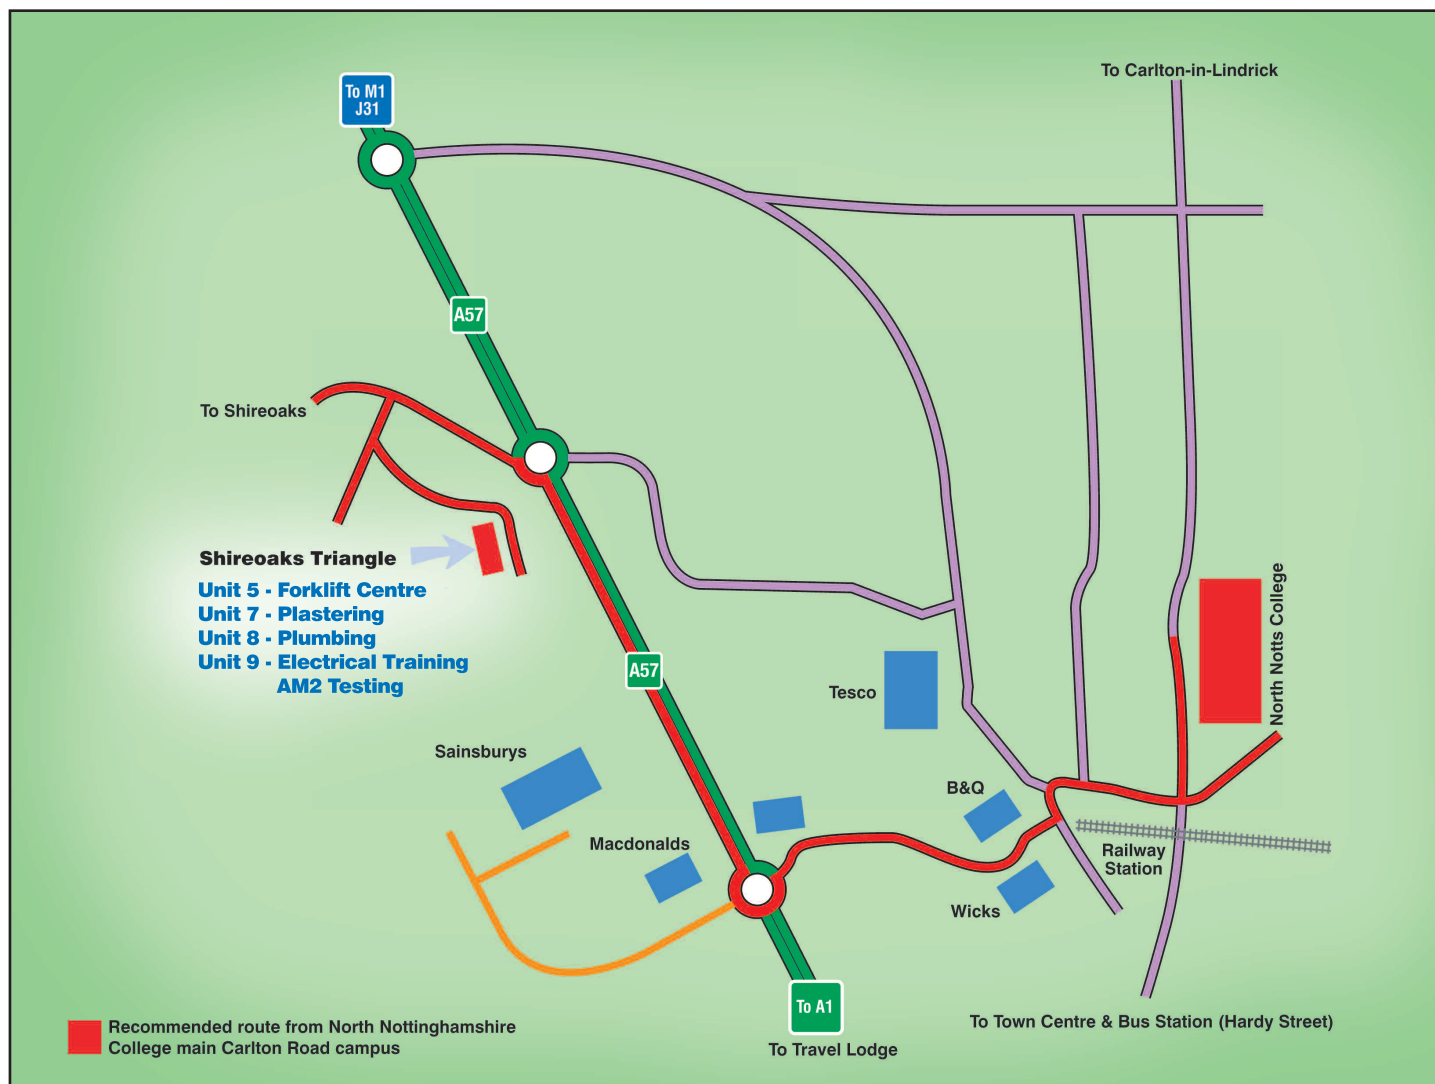 To Carlton-in-Lindrick
To M1
J31
A57
To Shireoaks
Shireoaks Triangle
Unit 5 - Forklift Centre
Unit 7 - Plastering
Unit 8 - Plumbing
Unit 9 - Electrical Training
AM2 Testing
A57
Tesco
North Notts College
Sainsburys
B&Q
Macdonalds
Railway
Station
Wicks
To A1
To Travel Lodge
To Town Centre & Bus Station (Hardy Street)
Recommended route from North Nottinghamshire
College main Carlton Road campus